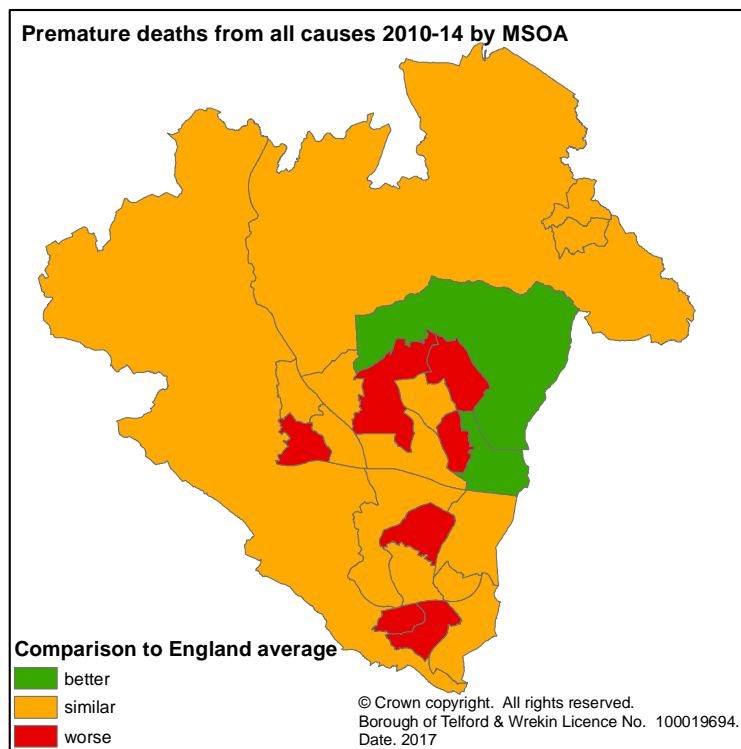 Premature deaths from all causes 2010-14 by MSOA
Comparison to England average
better
similar
worse
© Crown copyright.  All rights reserved.
Borough of Telford & Wrekin Licence No.  100019694.
Date. 2017